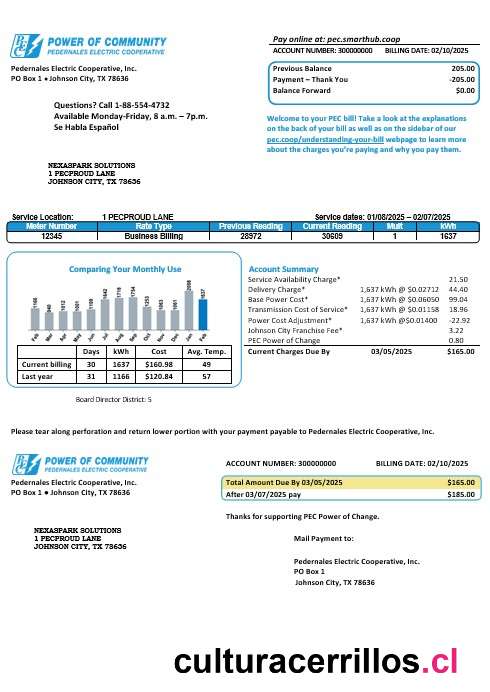 PEC POWER OF COMMUNITY
PEDERNALES ELECTRIC COOPERATIVE
Pedernales Electric Cooperative, Inc.
PO Box 1 ● Johnson City, TX 78636
Pay online at: pec.smarthub.coop
ACCOUNT NUMBER: 300000000 BILLING DATE: 02/10/2025
Previous Balance 205.00
Payment – Thank You -205.00
Balance Forward $0.00
Questions? Call 1-88-554-4732
Available Monday-Friday, 8 a.m. – 7p.m.
Se Habla Español
Welcome to your PEC bill! Take a look at the explanations
on the back of your bill as well as on the sidebar of our
pec.coop/understanding-your-bill webpage to learn more
about the charges you're paying and why you pay them.
NEXASPARK SOLUTIONS
1 PECPROUD LANE
JOHNSON CITY, TX 78636
Service Location: 1 PECPROUD LANE Service dates: 01/08/2025 – 02/07/2025
Meter Number Rate Type Previous Reading Current Reading Mult kWh
12345 Business Billing 28972 30609 1 1637
Comparing Your Monthly Use
1166 948 1012 1001 1109 1642 1716 1754 1253 1063 1061 2098 1637
Feb Mar Apr May Jun Jul Aug Sep Oct Nov Dec Jan Feb
Days kWh Cost Avg. Temp.
Current billing 30 1637 $160.98 49
Last year 31 1166 $120.84 57
Board Director District: 5
Account Summary
Service Availability Charge* 21.50
Delivery Charge* 1,637 kWh @ $0.02712 44.40
Base Power Cost* 1,637 kWh @ $0.06050 99.04
Transmission Cost of Service* 1,637 kWh @ $0.01158 18.96
Power Cost Adjustment* 1,637 kWh @$0.01400 -22.92
Johnson City Franchise Fee* 3.22
PEC Power of Change 0.80
Current Charges Due By 03/05/2025 $165.00
Please tear along perforation and return lower portion with your payment payable to Pedernales Electric Cooperative, Inc.
PEC POWER OF COMMUNITY
PEDERNALES ELECTRIC COOPERATIVE
Pedernales Electric Cooperative, Inc.
PO Box 1 ● Johnson City, TX 78636
ACCOUNT NUMBER: 300000000 BILLING DATE: 02/10/2025
Total Amount Due By 03/05/2025 $165.00
After 03/07/2025 pay $185.00
Thanks for supporting PEC Power of Change.
NEXASPARK SOLUTIONS
1 PECPROUD LANE
JOHNSON CITY, TX 78636
Mail Payment to:
Pedernales Electric Cooperative, Inc.
PO Box 1
Johnson City, TX 78636
culturacerrillos.cl